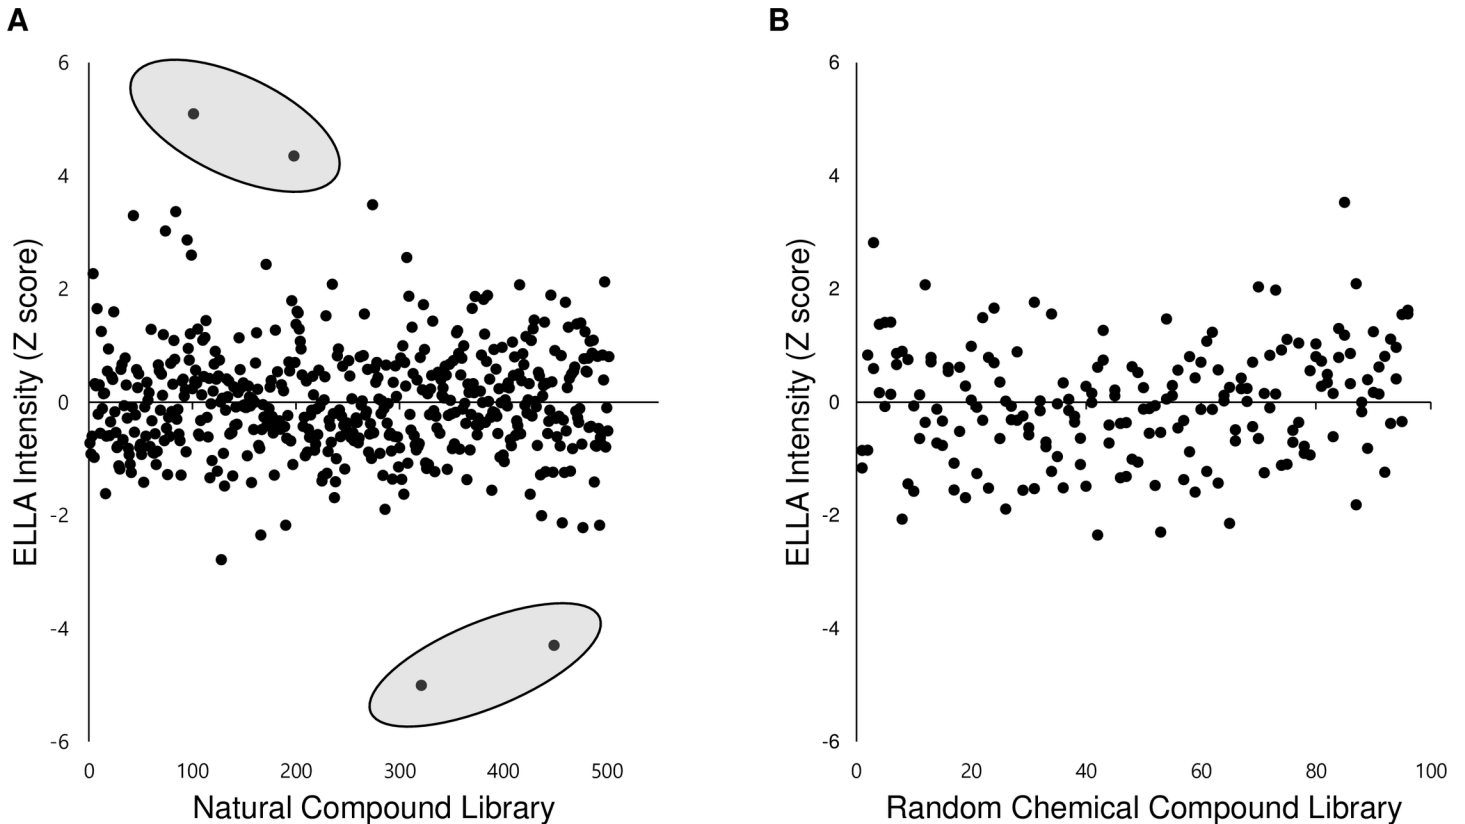 A
B
ELLA Intensity (Z score)
6
4
2
0
-2
-4
-6
0 100 200 300 400 500
Natural Compound Library
ELLA Intensity (Z score)
6
4
2
0
-2
-4
-6
0 20 40 60 80 100
Random Chemical Compound Library